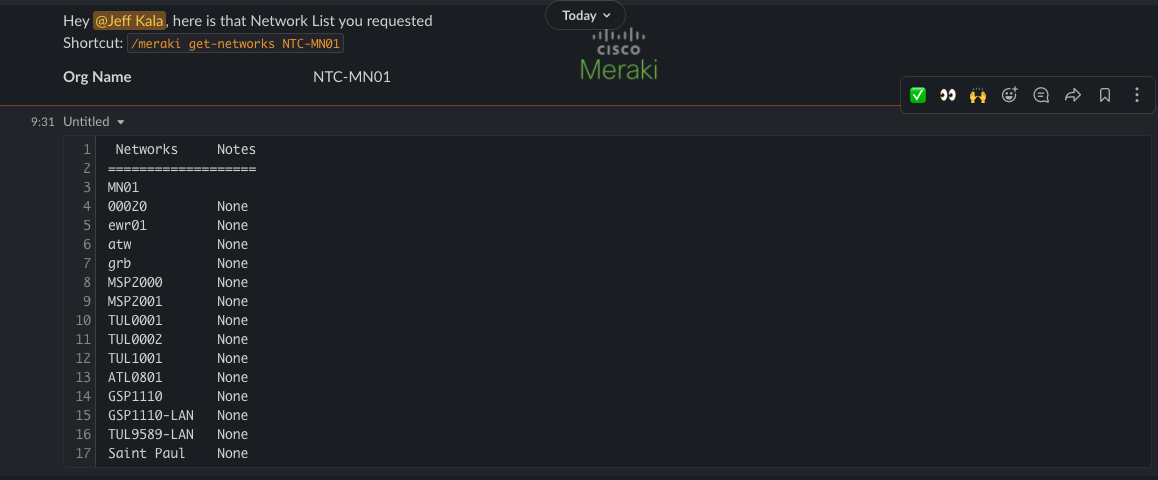 Today
Hey @Jeff Kala, here is that Network List you requested
Shortcut: /meraki get-networks NTC-MN01
CISCO
Meraki
Org Name NTC-MN01
9:31 Untitled
1 Networks Notes
2 ===================
3 MN01
4 00020 None
5 ewr01 None
6 atw None
7 grb None
8 MSP2000 None
9 MSP2001 None
10 TUL0001 None
11 TUL0002 None
12 TUL1001 None
13 ATL0801 None
14 GSP1110 None
15 GSP1110-LAN None
16 TUL9589-LAN None
17 Saint Paul None